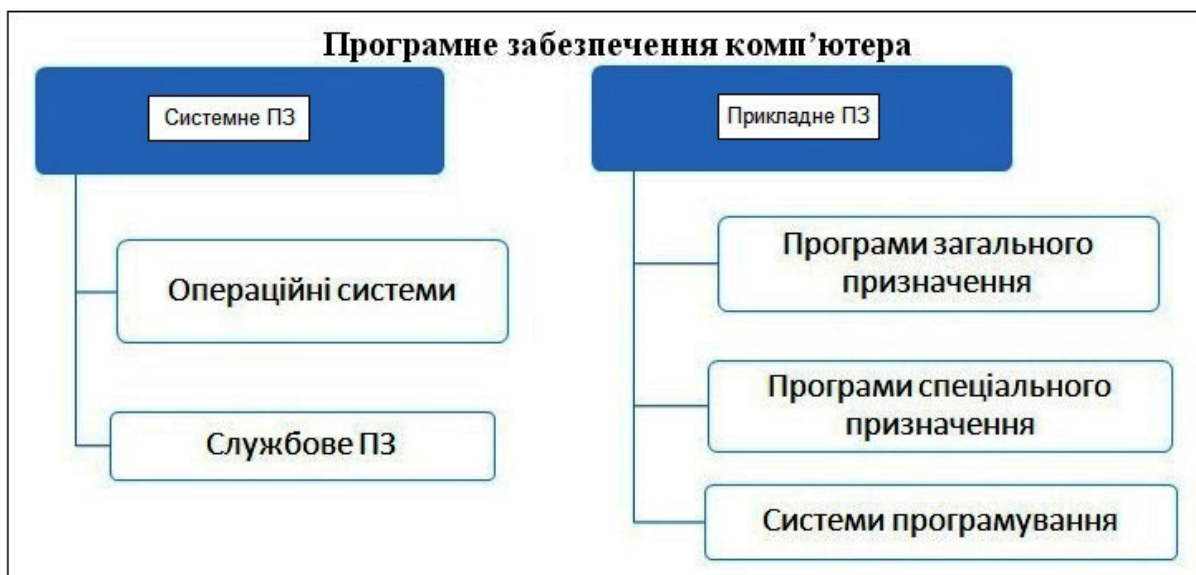 Програмне забезпечення комп’ютера
Системне ПЗ
Операційні системи
Службове ПЗ
Прикладне ПЗ
Програми загального
призначення
Програми спеціального
призначення
Системи програмування